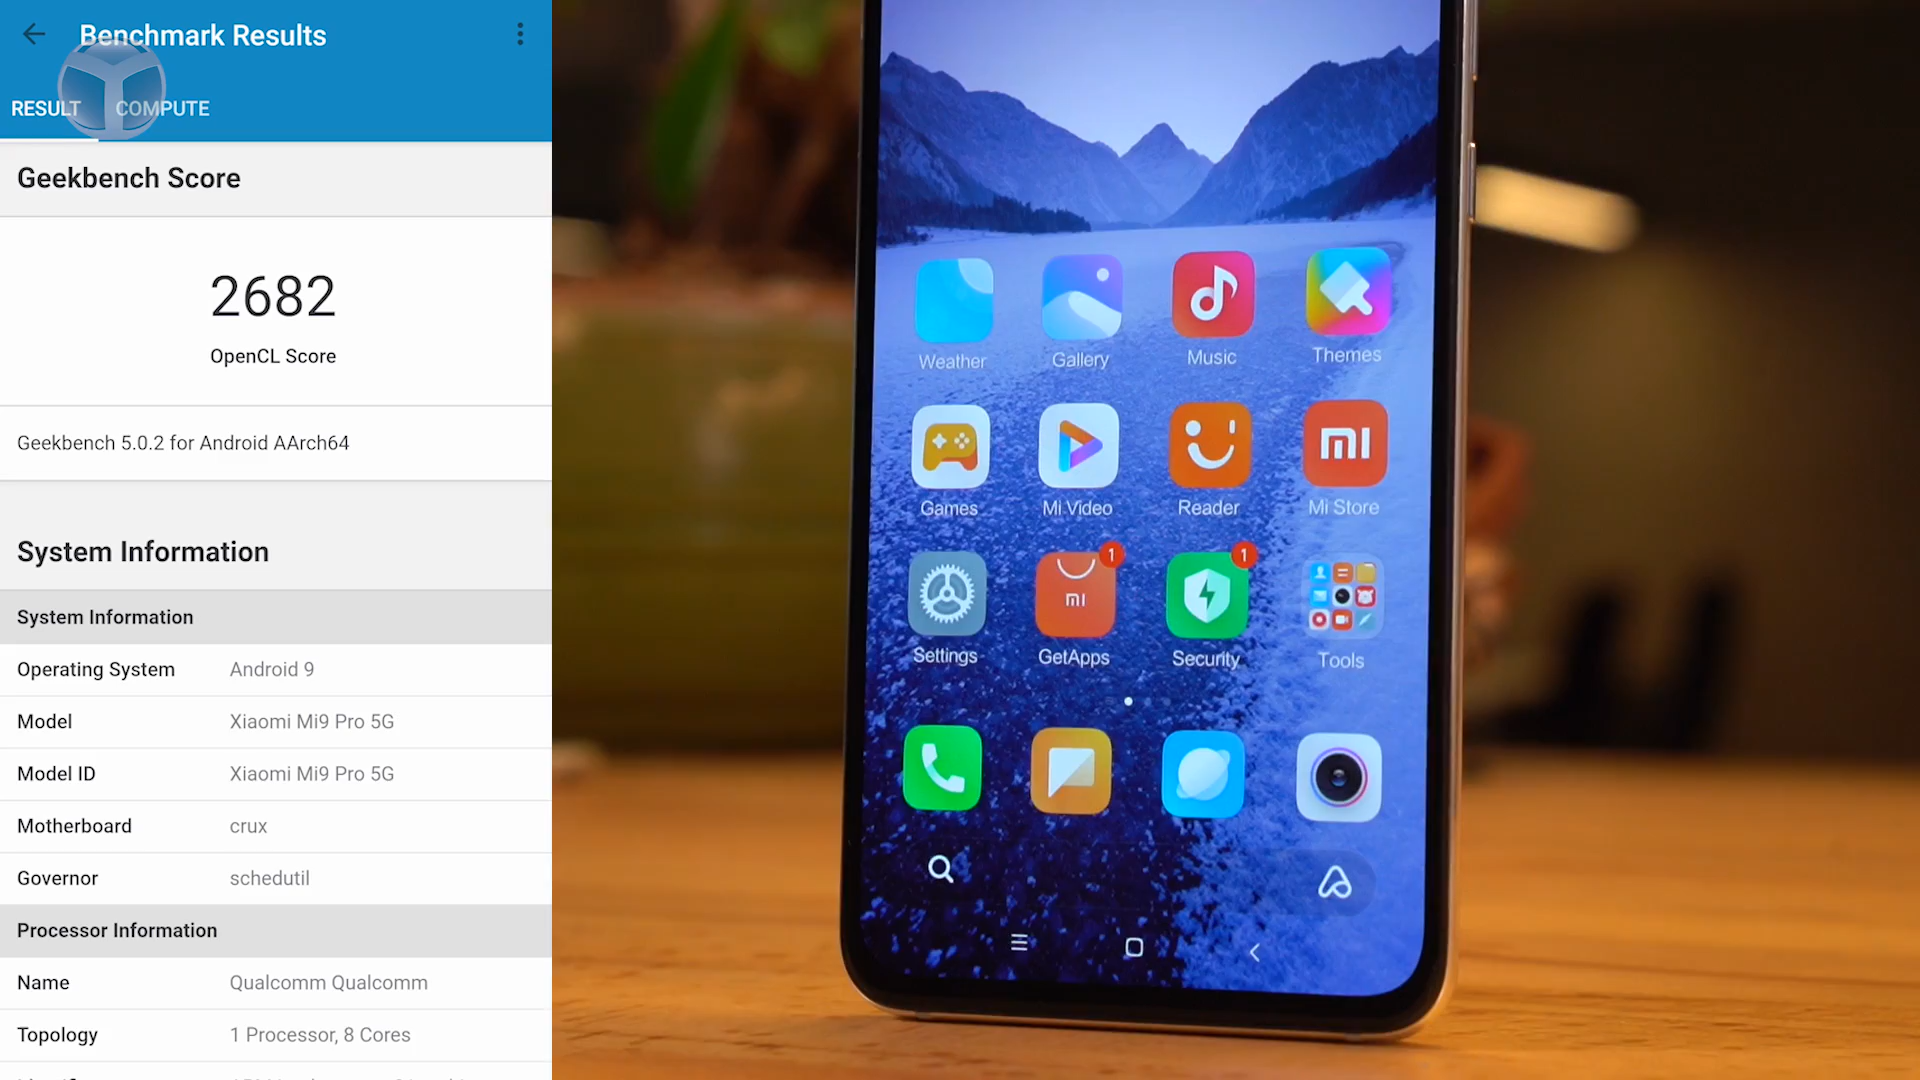 Benchmark Results
RESULT COMPUTE
Geekbench Score
2682
OpenCL Score
Geekbench 5.0.2 for Android AArch64
System Information
System Information
Operating System Android 9
Model Xiaomi Mi9 Pro 5G
Model ID Xiaomi Mi9 Pro 5G
Motherboard crux
Governor schedutil
Processor Information
Name Qualcomm Qualcomm
Topology 1 Processor, 8 Cores
Weather Gallery Music Themes
mi
Games Mi Video Reader Mi Store
1 1
mi
Settings GetApps Security Tools